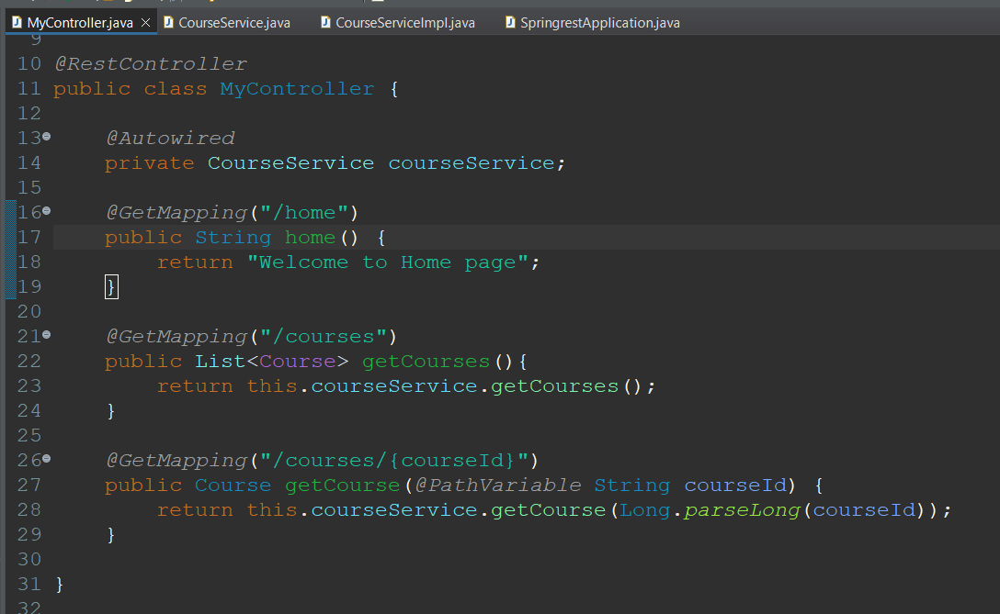 MyController.java CourseService.java CourseServiceImpl.java SpringrestApplication.java
9
10 @RestController
11 public class MyController {
12
13 @Autowired
14 private CourseService courseService;
15
16 @GetMapping("/home")
17 public String home() {
18 return "Welcome to Home page";
19 }
20
21 @GetMapping("/courses")
22 public List<Course> getCourses(){
23 return this.courseService.getCourses();
24 }
25
26 @GetMapping("/courses/{courseId}")
27 public Course getCourse(@PathVariable String courseId) {
28 return this.courseService.getCourse(Long.parseLong(courseId));
29 }
30
31 }
32